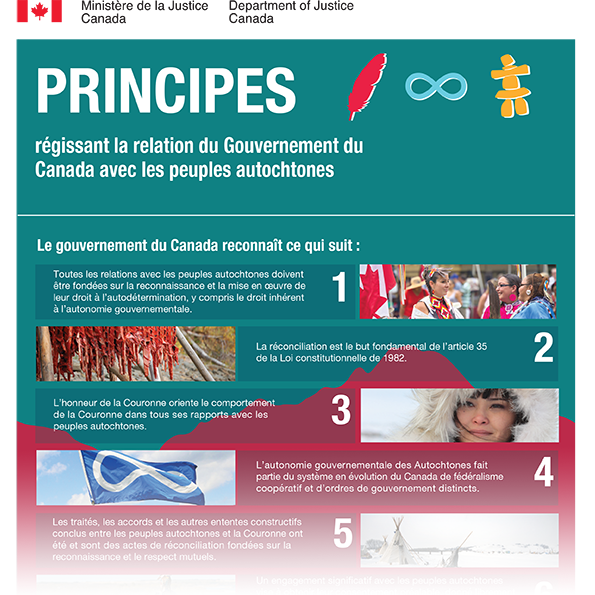 Ministère de la Justice
Canada
Department of Justice
Canada
PRINCIPES
régissant la relation du Gouvernement du
Canada avec les peuples autochtones
Le gouvernement du Canada reconnaît ce qui suit :
Toutes les relations avec les peuples autochtones doivent
être fondées sur la reconnaissance et la mise en œuvre de
leur droit à l'autodétermination, y compris le droit inhérent
à l'autonomie gouvernementale.
1
La réconciliation est le but fondamental de l'article 35
de la Loi constitutionnelle de 1982.
2
L'honneur de la Couronne oriente le comportement
de la Couronne dans tous ses rapports avec les
peuples autochtones.
3
L'autonomie gouvernementale des Autochtones fait
partie du système en évolution du Canada de fédéralisme
coopératif et d'ordres de gouvernement distincts.
4
Les traités, les accords et les autres ententes constructifs
conclus entre les peuples autochtones et la Couronne ont
été et sont des actes de réconciliation fondées sur la
reconnaissance et le respect mutuels.
5
Un engagement significatif avec les peuples autochtones
6